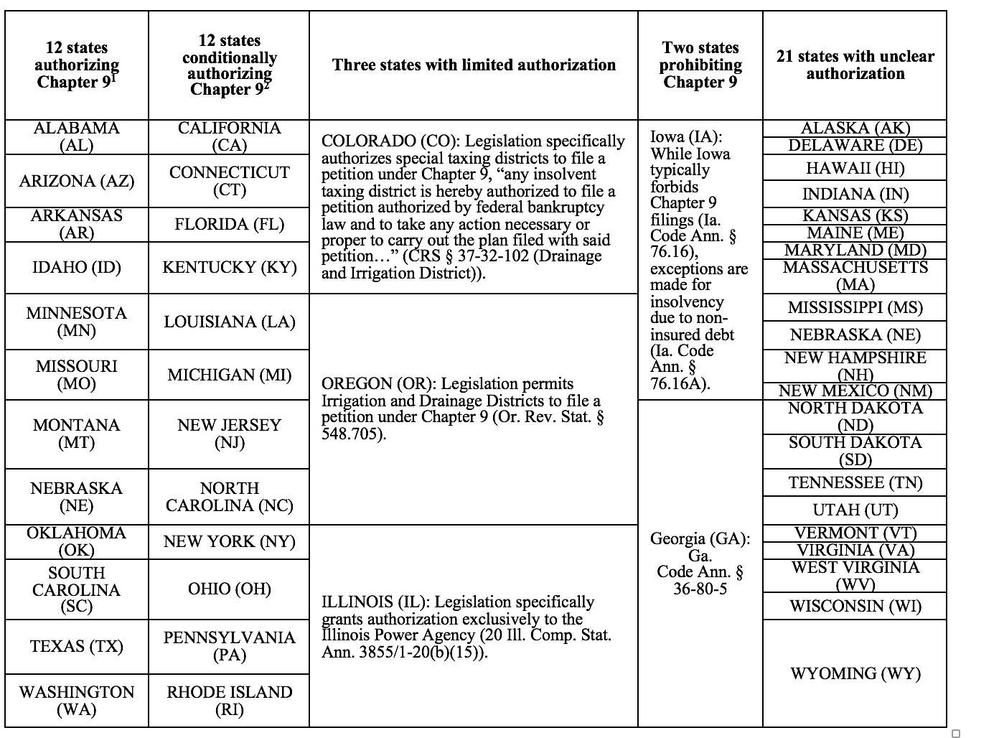 12 states
authorizing
Chapter 9¹
12 states
conditionally
authorizing
Chapter 9²
Three states with limited authorization
Two states
prohibiting
Chapter 9
21 states with unclear
authorization
ALABAMA
(AL)
ARIZONA (AZ)
ARKANSAS
(AR)
IDAHO (ID)
MINNESOTA
(MN)
MISSOURI
(MO)
MONTANA
(MT)
NEBRASKA
(NE)
OKLAHOMA
(OK)
SOUTH
CAROLINA
(SC)
TEXAS (TX)
WASHINGTON
(WA)
CALIFORNIA
(CA)
CONNECTICUT
(CT)
FLORIDA (FL)
KENTUCKY (KY)
LOUISIANA (LA)
MICHIGAN (MI)
NEW JERSEY
(NJ)
NORTH
CAROLINA (NC)
NEW YORK (NY)
OHIO (OH)
PENNSYLVANIA
(PA)
RHODE ISLAND
(RI)
COLORADO (CO): Legislation specifically
authorizes special taxing districts to file a
petition under Chapter 9, “any insolvent
taxing district is hereby authorized to file a
petition authorized by federal bankruptcy
law and to take any action necessary or
proper to carry out the plan filed with said
petition…” (CRS § 37-32-102 (Drainage
and Irrigation District)).
OREGON (OR): Legislation permits
Irrigation and Drainage Districts to file a
petition under Chapter 9 (Or. Rev. Stat. §
548.705).
ILLINOIS (IL): Legislation specifically
grants authorization exclusively to the
Illinois Power Agency (20 Ill. Comp. Stat.
Ann. 3855/1-20(b)(15)).
Iowa (IA):
While Iowa
typically
forbids
Chapter 9
filings (Ia.
Code Ann. §
76.16),
exceptions are
made for
insolvency
due to non-
insured debt
(Ia. Code
Ann. §
76.16A).
Georgia (GA):
Ga.
Code Ann. §
36-80-5
ALASKA (AK)
DELAWARE (DE)
HAWAII (HI)
INDIANA (IN)
KANSAS (KS)
MAINE (ME)
MARYLAND (MD)
MASSACHUSETTS
(MA)
MISSISSIPPI (MS)
NEBRASKA (NE)
NEW HAMPSHIRE
(NH)
NEW MEXICO (NM)
NORTH DAKOTA
(ND)
SOUTH DAKOTA
(SD)
TENNESSEE (TN)
UTAH (UT)
VERMONT (VT)
VIRGINIA (VA)
WEST VIRGINIA
(WV)
WISCONSIN (WI)
WYOMING (WY)